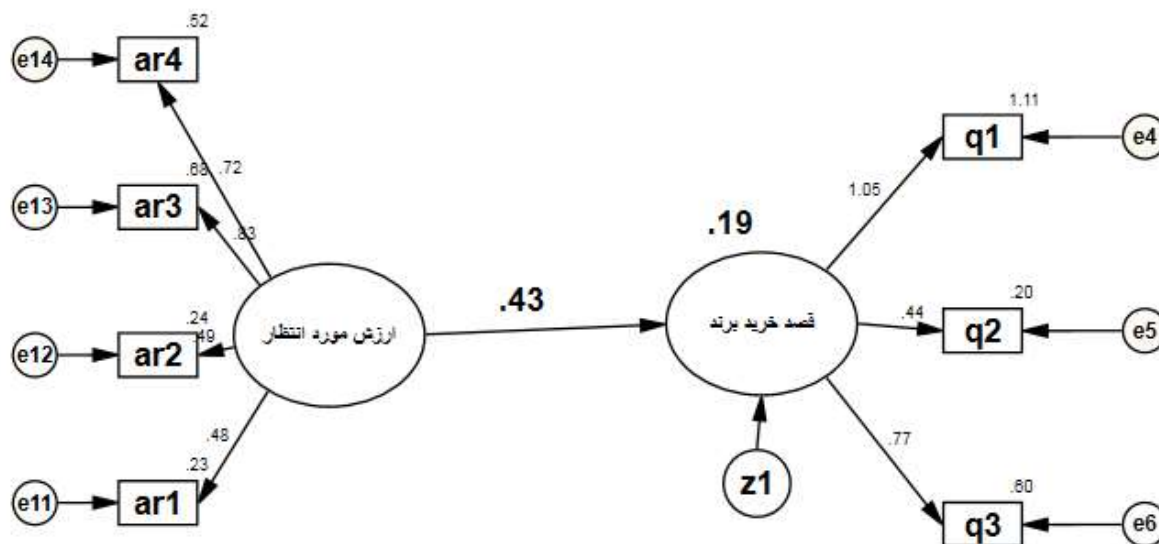 .52
e14
ar4
.72
.68
e13
ar3
.83
.24
.49
e12
ar2
.48
.23
e11
ar1
ارزش مورد انتظار
.43
.19
قصد خرید برند
z1
1.11
q1
e4
1.05
.20
.44
q2
e5
.77
.60
q3
e6